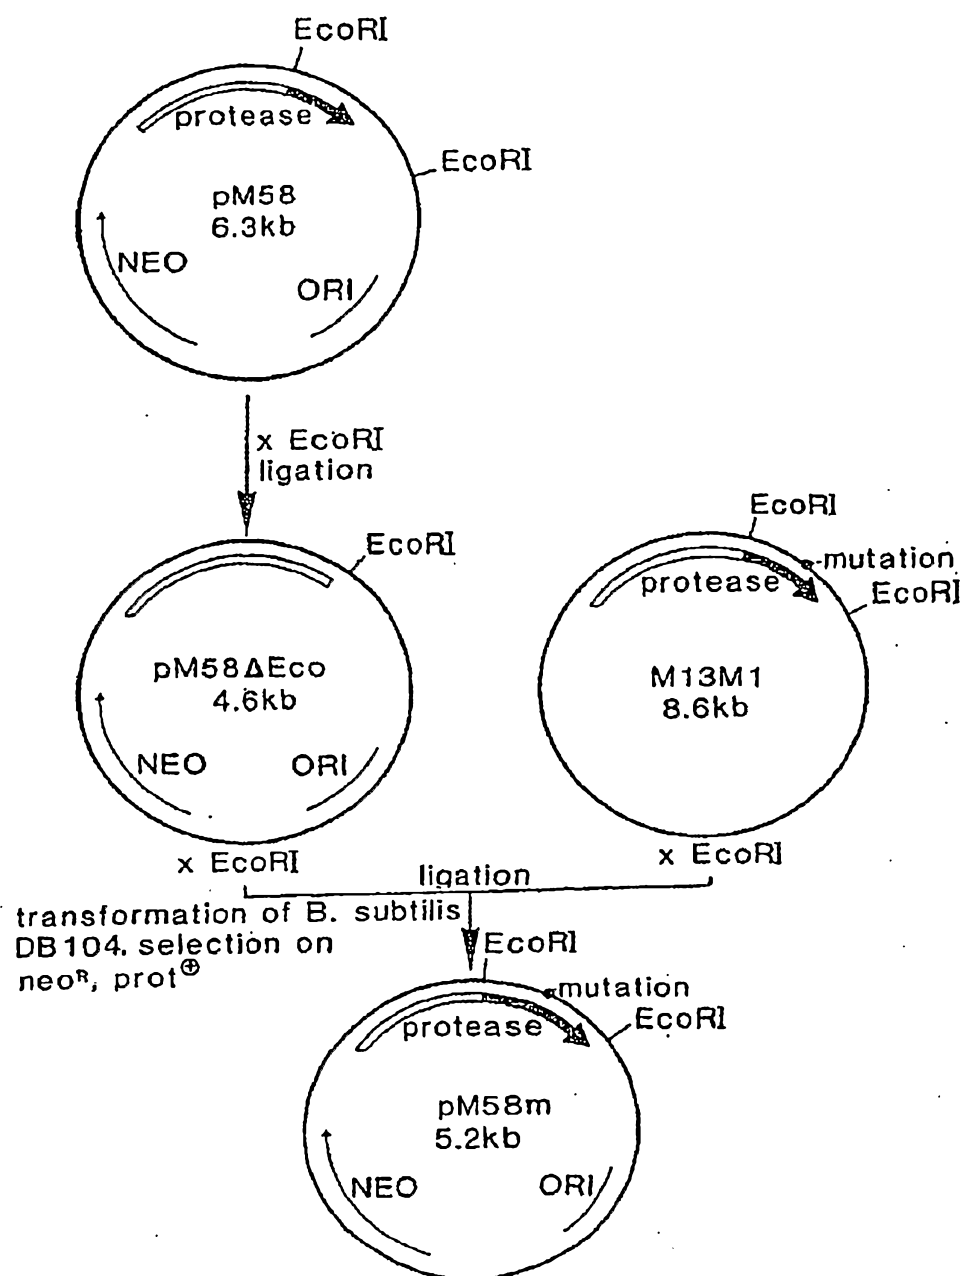 EcoRI
protease
EcoRI
pM58
6.3kb
NEO
ORI
x EcoRI
ligation
EcoRI
pM58ΔEco
4.6kb
NEO
ORI
x EcoRI
EcoRI
mutation
protease
EcoRI
M13M1
8.6kb
x EcoRI
ligation
transformation of B. subtilis
DB104. selection on
neoᴿ, prot⊕
EcoRI
mutation
protease
EcoRI
pM58m
5.2kb
NEO
ORI